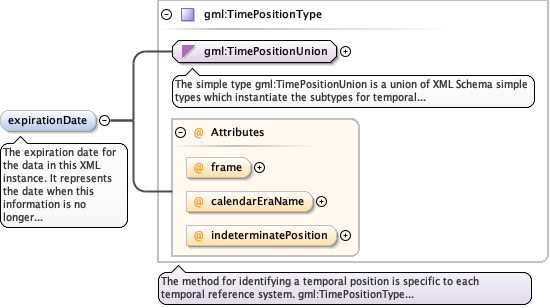 gml:TimePositionType
gml:TimePositionUnion
The simple type gml:TimePositionUnion is a union of XML Schema simple
types which instantiate the subtypes for temporal...
expirationDate
The expiration date for
the data in this XML
instance. It represents
the date when this
information is no
longer...
@ Attributes
@ frame
@ calendarEraName
@ indeterminatePosition
The method for identifying a temporal position is specific to each
temporal reference system. gml:TimePositionType...